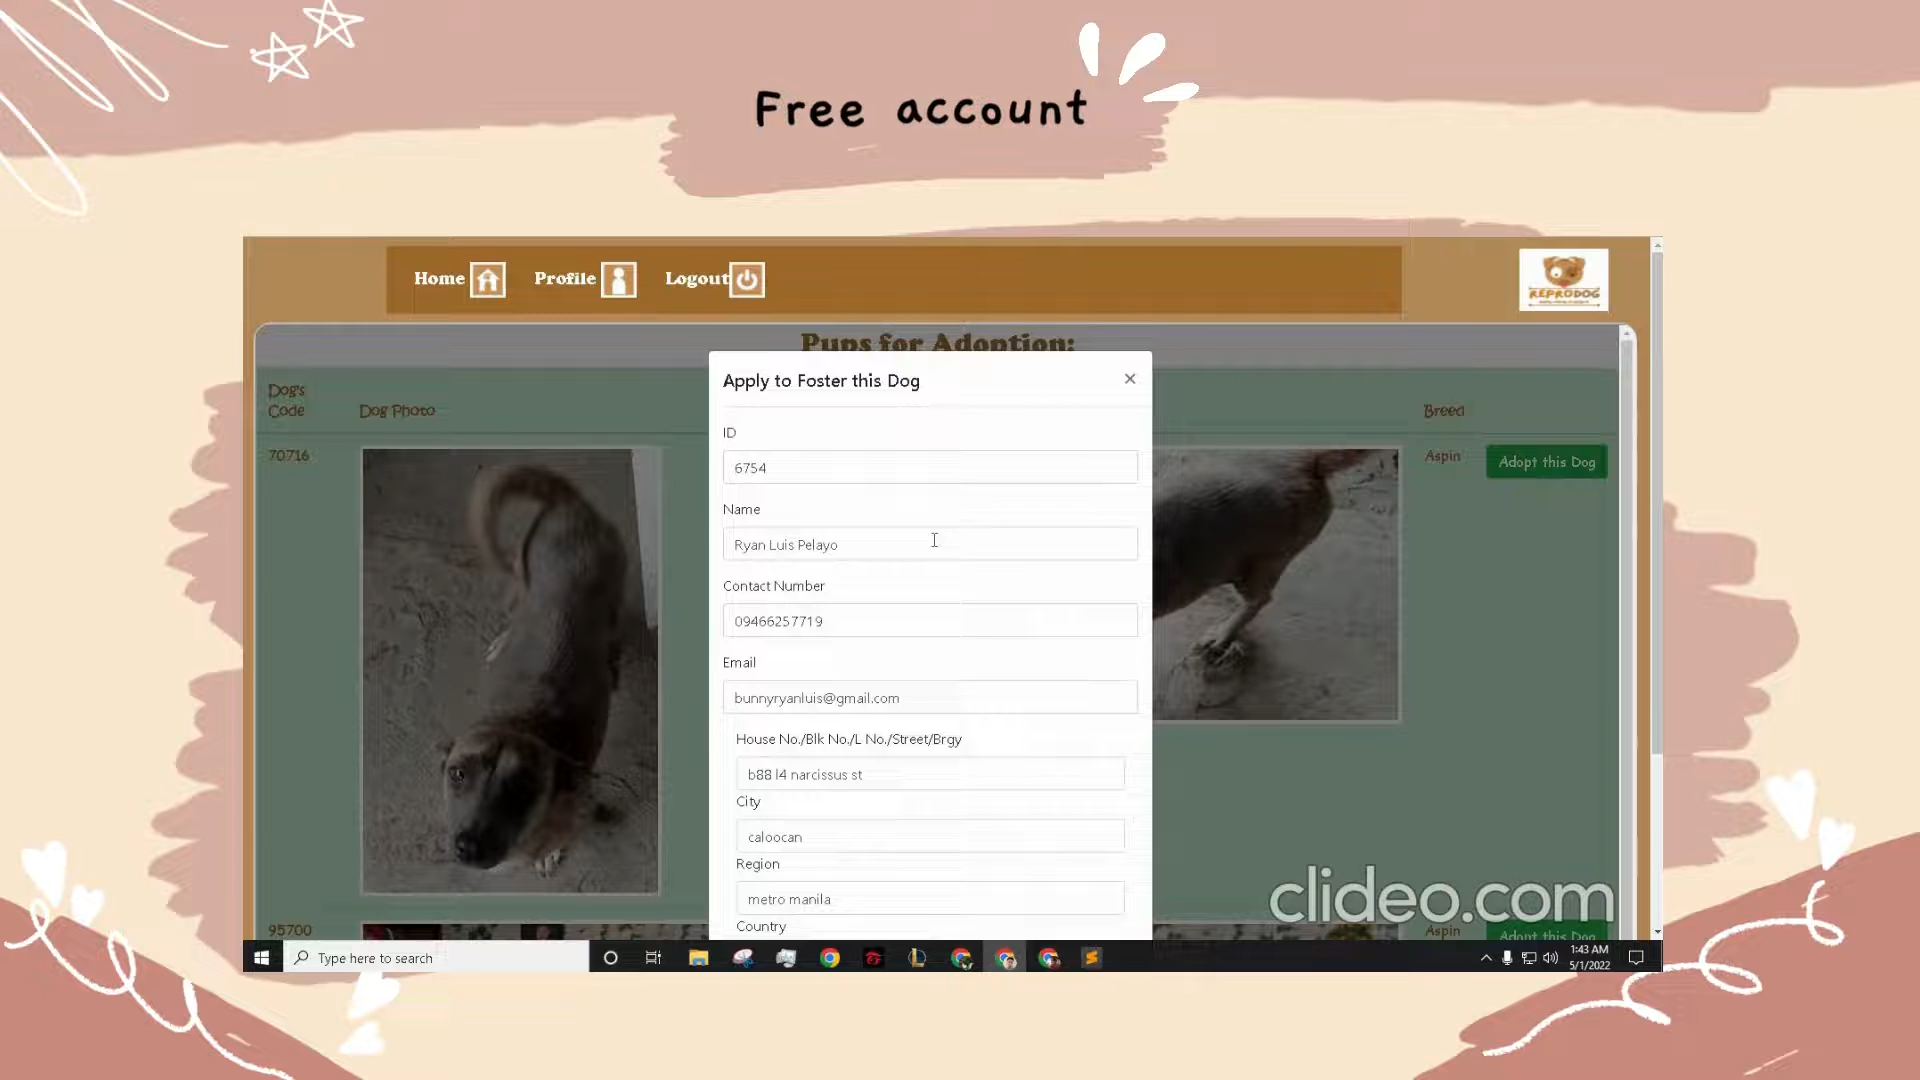 Free account
Home
Profile
Logout
REPRODOG
Pups for Adoption:
Apply to Foster this Dog
Dog's
Code
Dog Photo
Breed
ID
70716
6754
Aspin
Adopt this Dog
Name
Ryan Luis Pelayo
Contact Number
09466257719
Email
bunnyryanluis@gmail.com
House No./Blk No./L No./Street/Brgy
b88 l4 narcissus st
City
caloocan
Region
metro manila
Country
clideo.com
95700
Aspin
Adopt this Dog
Type here to search
1:43 AM
5/1/2022